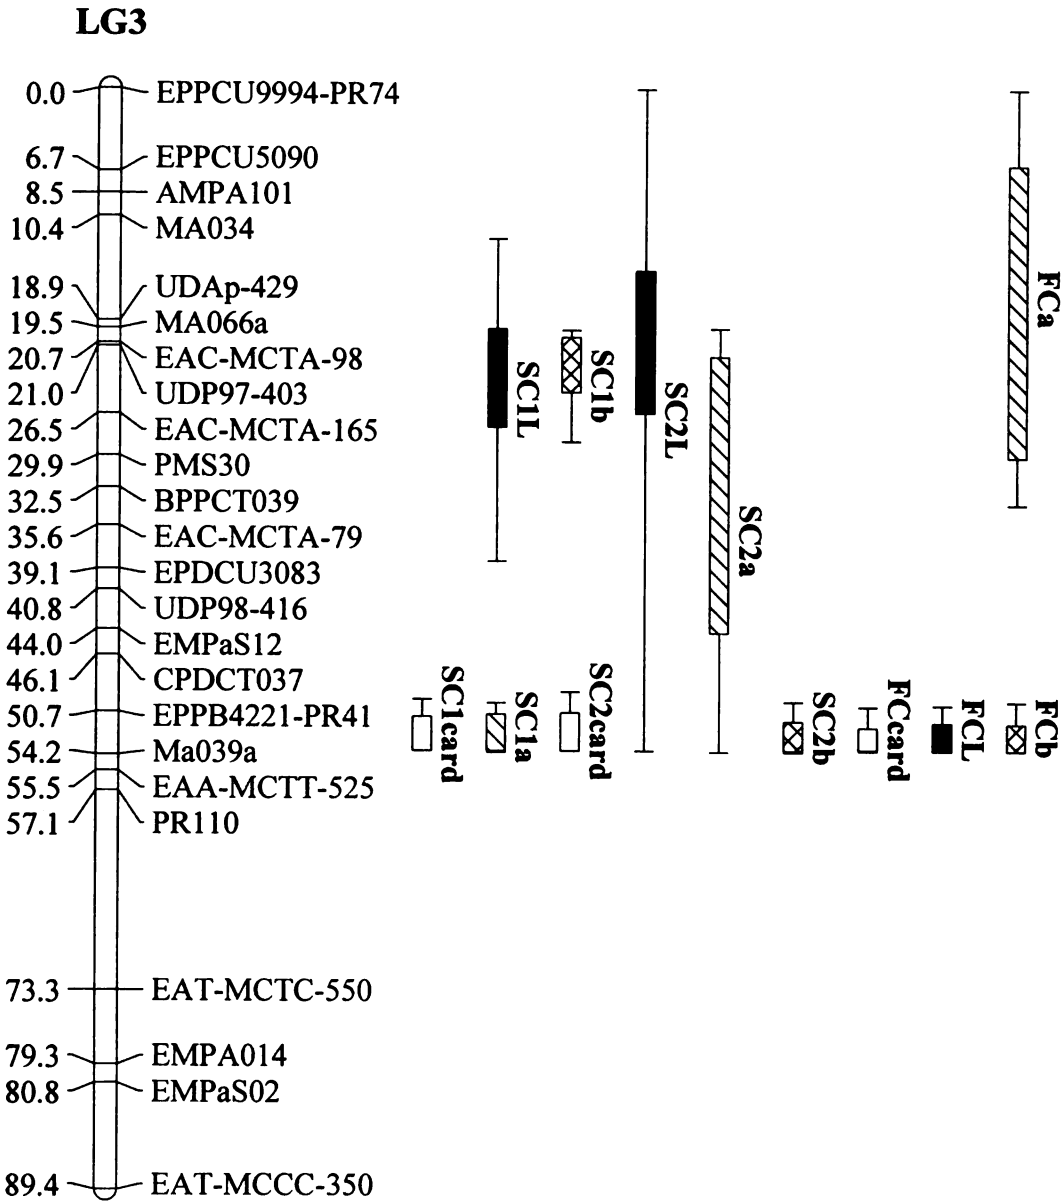 LG3
0.0 EPPCU9994-PR74
6.7 EPPCU5090
8.5 AMPA101
10.4 MA034
18.9 UDAp-429
19.5 MA066a
20.7 EAC-MCTA-98
21.0 UDP97-403
26.5 EAC-MCTA-165
29.9 PMS30
32.5 BPPCT039
35.6 EAC-MCTA-79
39.1 EPDCU3083
40.8 UDP98-416
44.0 EMPaS12
46.1 CPDCT037
50.7 EPPB4221-PR41
54.2 Ma039a
55.5 EAA-MCTT-525
57.1 PR110
73.3 EAT-MCTC-550
79.3 EMPA014
80.8 EMPaS02
89.4 EAT-MCCC-350
SC1card
SC1L
SC1a
SC1b
SC2card
SC2L
SC2a
SC2b
FCcard
FCL
FCa
FCb